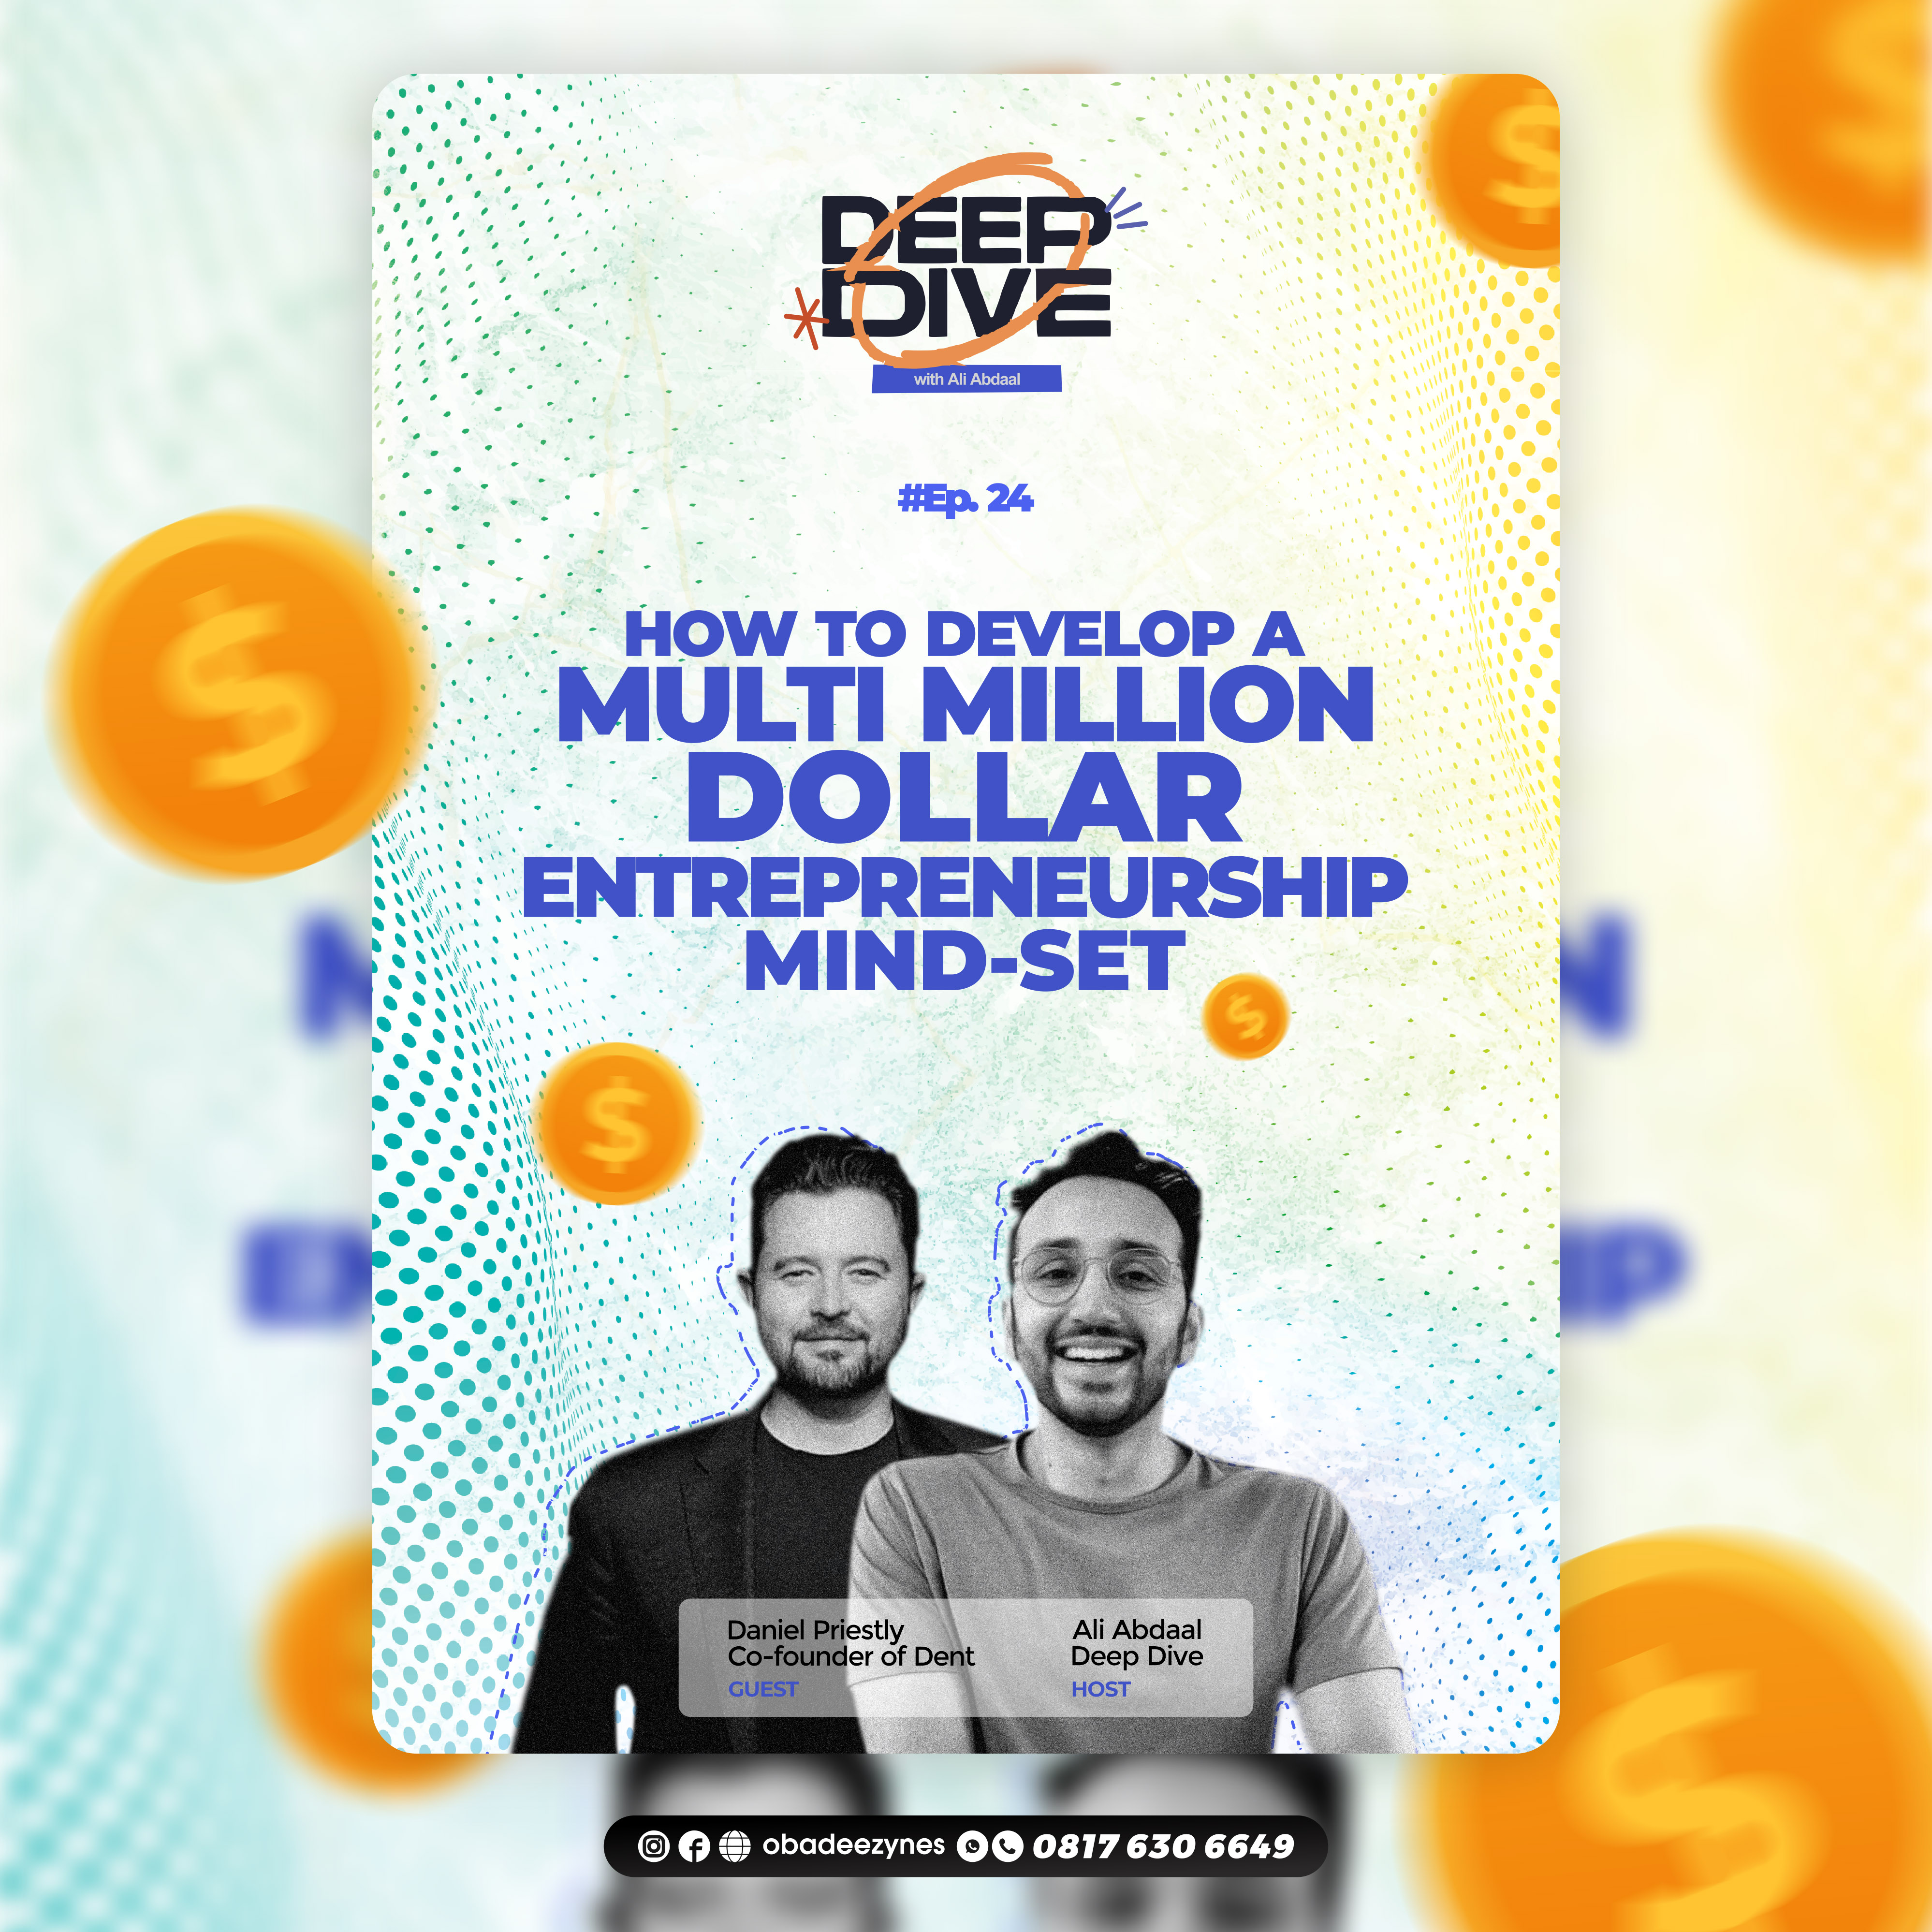 DEEP
DIVE
with Ali Abdaal
#Ep. 24
HOW TO DEVELOP A
MULTI MILLION
DOLLAR
ENTREPRENEURSHIP
MIND-SET
Daniel Priestly
Co-founder of Dent
GUEST
Ali Abdaal
Deep Dive
HOST
obadeezynes 0817 630 6649